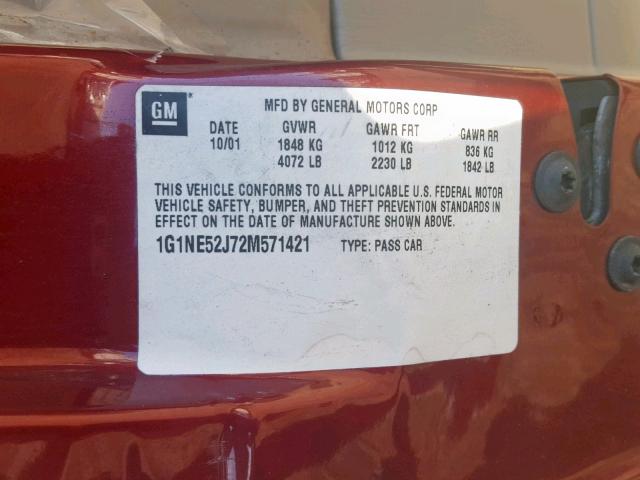 GM
MFD BY GENERAL MOTORS CORP
DATE GVWR GAWR FRT GAWR RR
10/01 1848 KG 1012 KG 836 KG
4072 LB 2230 LB 1842 LB
THIS VEHICLE CONFORMS TO ALL APPLICABLE U.S. FEDERAL MOTOR
VEHICLE SAFETY, BUMPER, AND THEFT PREVENTION STANDARDS IN
EFFECT ON THE DATE OF MANUFACTURE SHOWN ABOVE.
1G1NE52J72M571421 TYPE: PASS CAR